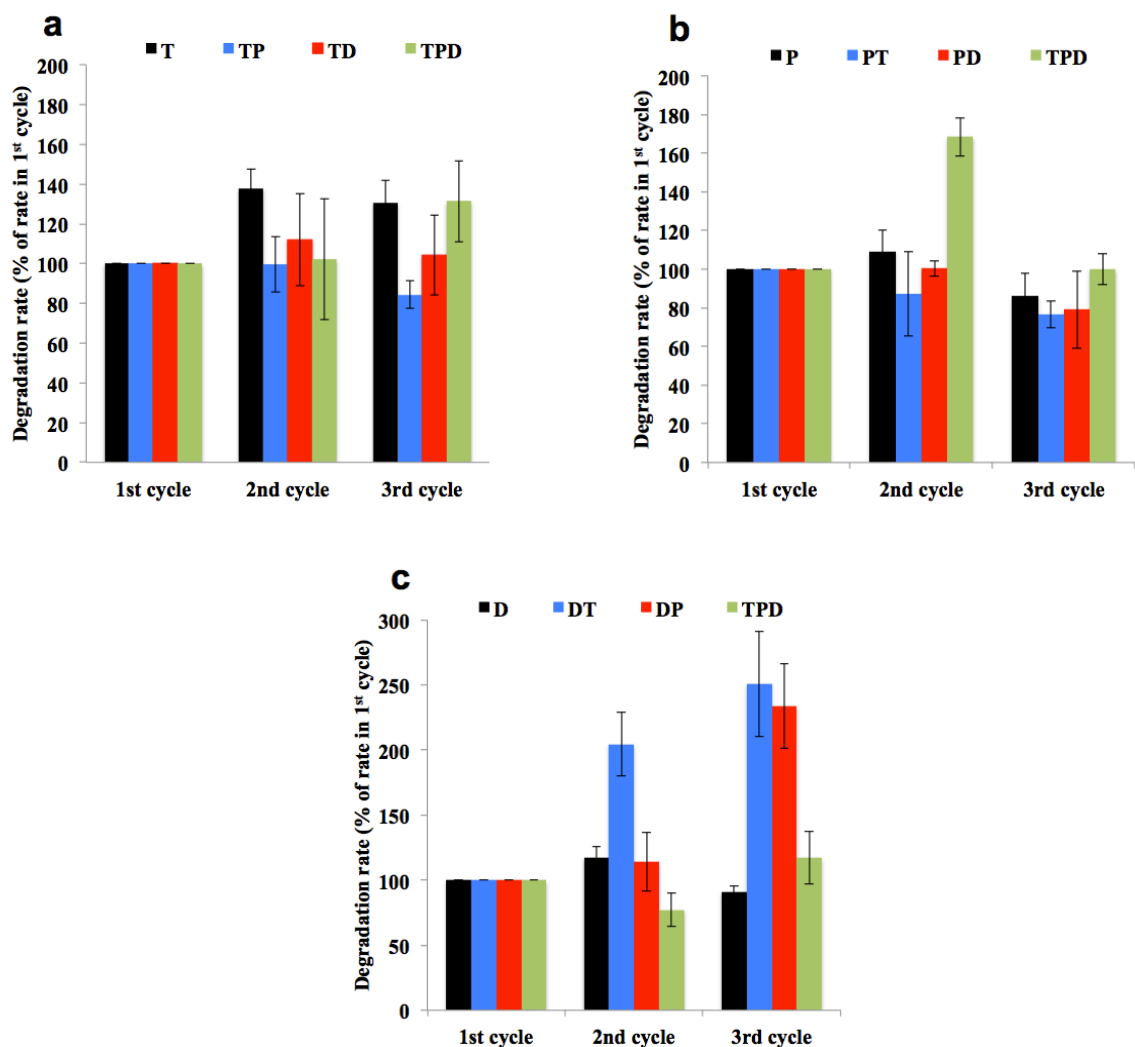 a
T TP TD TPD
Degradation rate (% of rate in 1st cycle)
200
180
160
140
120
100
80
60
40
20
0
1st cycle 2nd cycle 3rd cycle
b
P PT PD TPD
Degradation rate (% of rate in 1st cycle)
200
180
160
140
120
100
80
60
40
20
0
1st cycle 2nd cycle 3rd cycle
c
D DT DP TPD
Degradation rate (% of rate in 1st cycle)
300
250
200
150
100
50
0
1st cycle 2nd cycle 3rd cycle